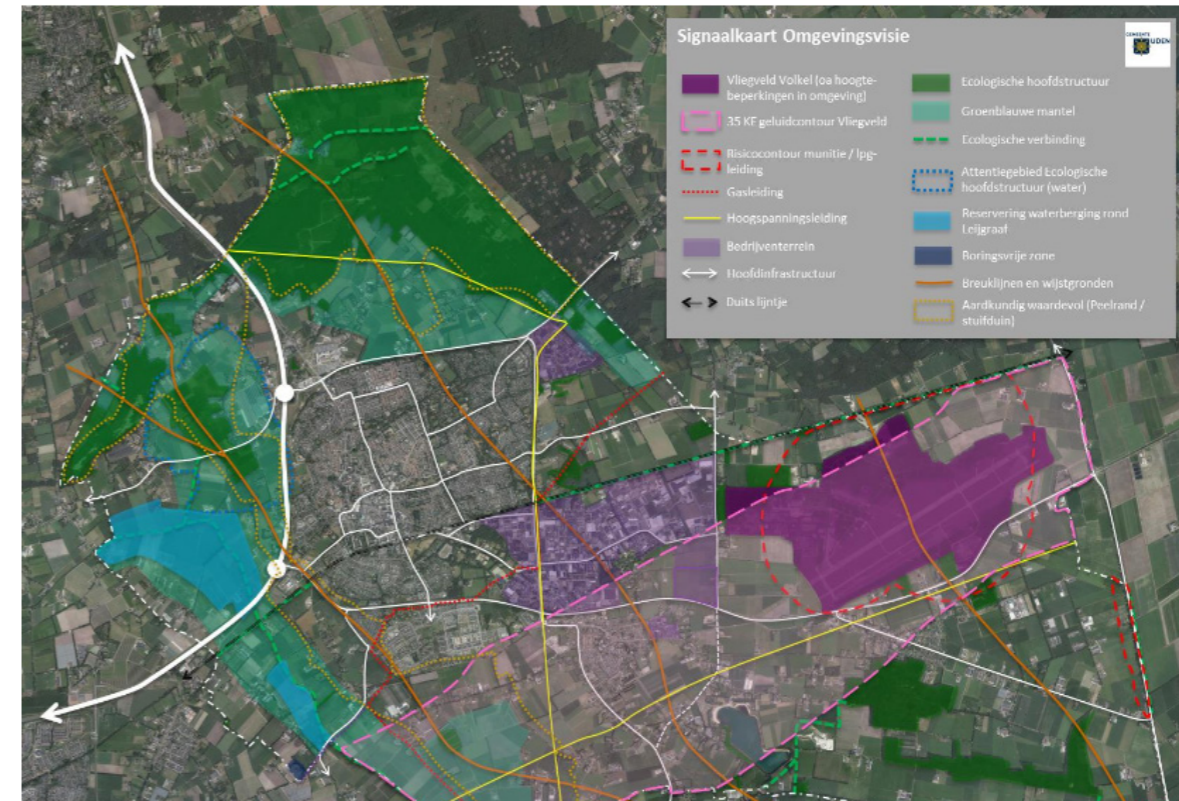 Signaalkaart Omgevingsvisie
GEMEENTE
UDEN
Vliegveld Volkel (oa hoogte-
beperkingen in omgeving)
35 KE geluidcontour Vliegveld
Risicocontour munitie / lpg-
leiding
Gasleiding
Hoogspanningsleiding
Bedrijventerrein
Hoofdinfrastructuur
Duits lijntje
Ecologische hoofdstructuur
Groenblauwe mantel
Ecologische verbinding
Attentiegebied Ecologische
hoofdstructuur (water)
Reservering waterberging rond
Leijgraaf
Boringsvrije zone
Breuklijnen en wijstgronden
Aardkundig waardevol (Peelrand /
stuifduin)